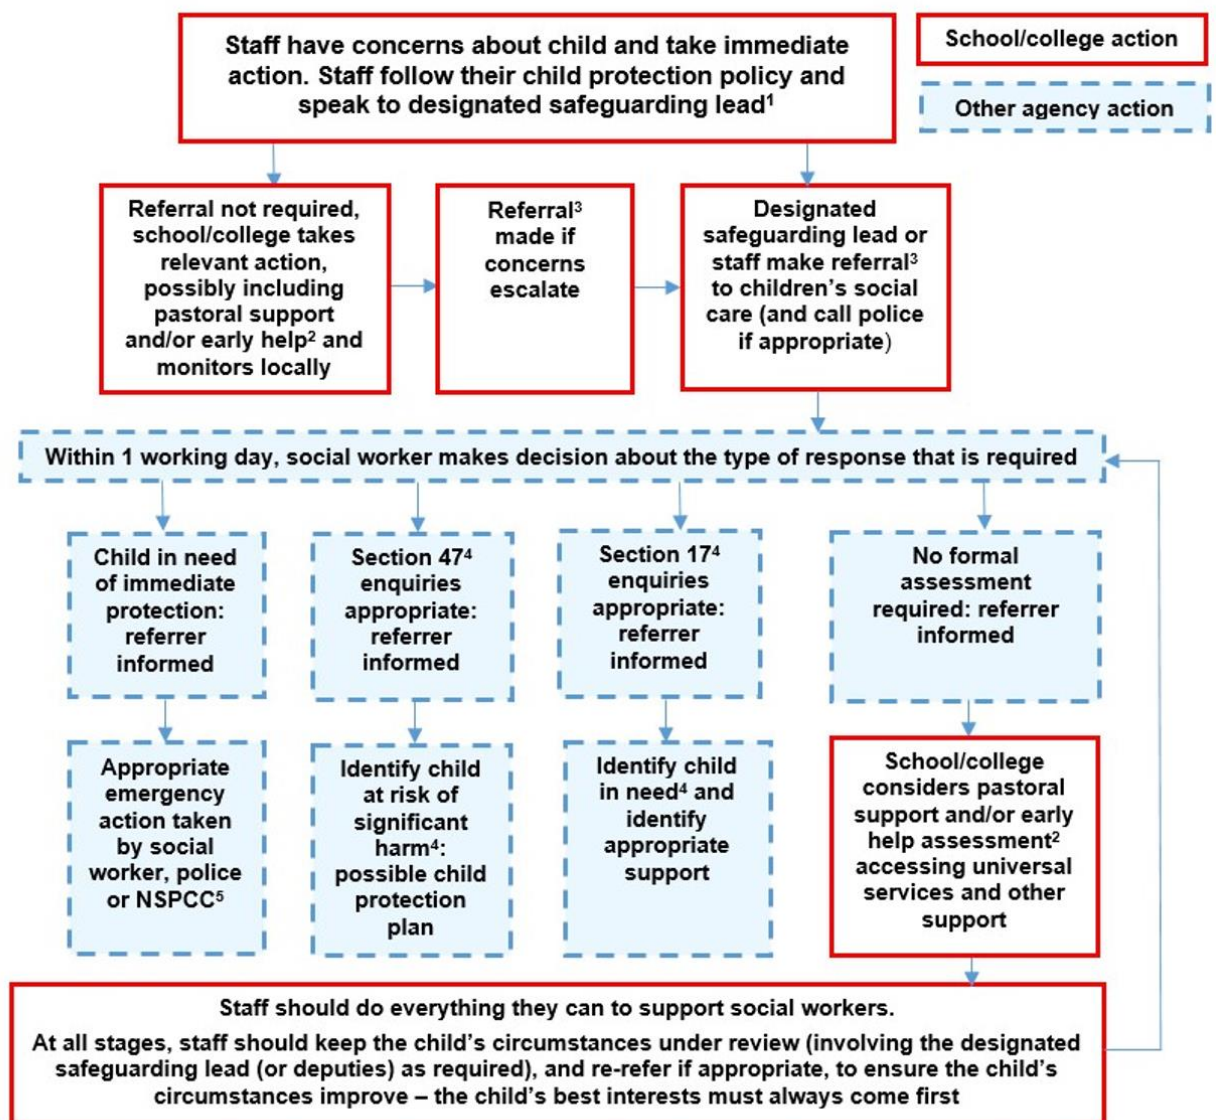 Staff have concerns about child and take immediate
action. Staff follow their child protection policy and
speak to designated safeguarding lead¹
School/college action
Other agency action
Referral not required,
school/college takes
relevant action,
possibly including
pastoral support
and/or early help² and
monitors locally
Referral³
made if
concerns
escalate
Designated
safeguarding lead or
staff make referral³
to children’s social
care (and call police
if appropriate)
Within 1 working day, social worker makes decision about the type of response that is required
Child in need
of immediate
protection:
referrer
informed
Section 47⁴
enquiries
appropriate:
referrer
informed
Section 17⁴
enquiries
appropriate:
referrer
informed
No formal
assessment
required: referrer
informed
Appropriate
emergency
action taken
by social
worker, police
or NSPCC⁵
Identify child
at risk of
significant
harm⁴:
possible child
protection
plan
Identify child
in need⁴ and
identify
appropriate
support
School/college
considers pastoral
support and/or early
help assessment²
accessing universal
services and other
support
Staff should do everything they can to support social workers.
At all stages, staff should keep the child’s circumstances under review (involving the designated
safeguarding lead (or deputies) as required), and re-refer if appropriate, to ensure the child’s
circumstances improve – the child’s best interests must always come first